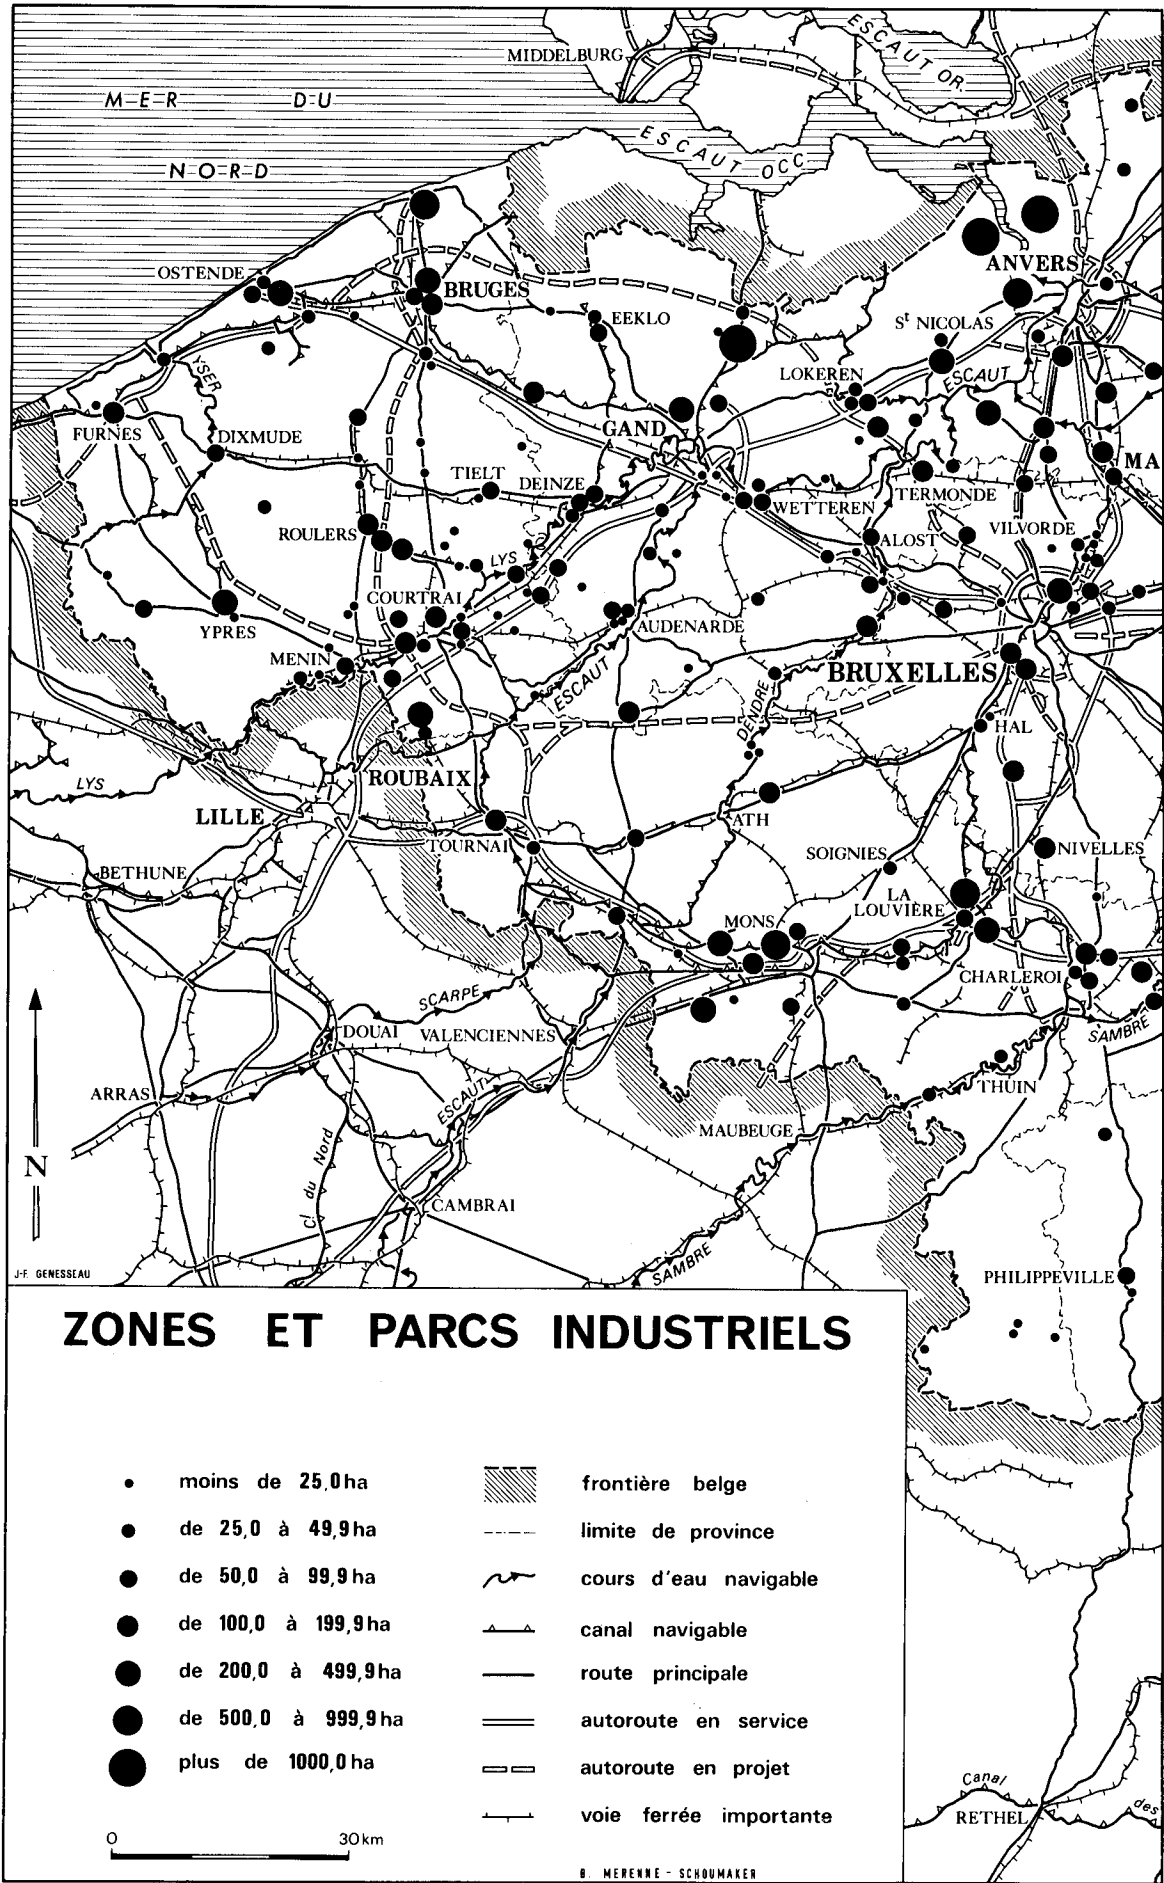 MIDDELBURG
ESCAUT OR.
MER DU
NORD
ESCAUT OCC
OSTENDE
BRUGES
ANVERS
EEKLO
St NICOLAS
YSER
LOKEREN
ESCAUT
FURNES
DIXMUDE
GAND
TIELT
DEINZE
MA
WETTEREN
TERMONDE
ROULERS
VILVORDE
ALOST
LYS
COURTRAI
YPRES
AUDENARDE
MENIN
BRUXELLES
ESCAUT
DENDRE
HAL
LYS
ROUBAIX
LILLE
ATH
TOURNAI
SOIGNIES
NIVELLES
BETHUNE
LA
LOUVIÈRE
MONS
CHARLEROI
SCARPE
DOUAI
VALENCIENNES
SAMBRE
ARRAS
ESCAUT
THUIN
MAUBEUGE
Cl. du Nord
N
CAMBRAI
SAMBRE
J-F. GENESSEAU
PHILIPPEVILLE
ZONES ET PARCS INDUSTRIELS
moins de 25,0 ha
de 25,0 à 49,9 ha
de 50,0 à 99,9 ha
de 100,0 à 199,9 ha
de 200,0 à 499,9 ha
de 500,0 à 999,9 ha
plus de 1000,0 ha
0 30 km
frontière belge
limite de province
cours d'eau navigable
canal navigable
route principale
autoroute en service
autoroute en projet
voie ferrée importante
B. MERENNE - SCHOUMAKER
Canal
des
RETHEL